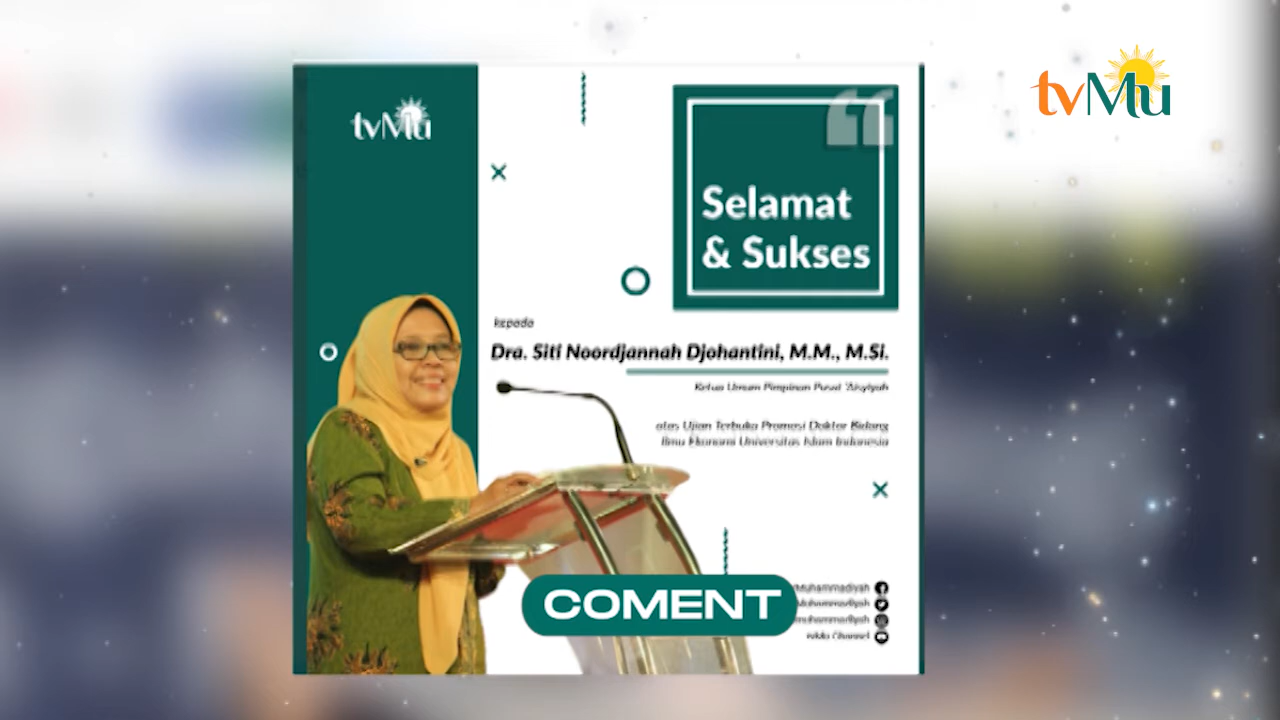 tvMu
tvMu
Selamat
& Sukses
kepada
Dra. Siti Noordjannah Djohantini, M.M., M.Si.
Ketua Umum Pimpinan Pusat 'Aisyiyah
atas Ujian Terbuka Promosi Doktor Bidang
Ilmu Ekonomi Universitas Islam Indonesia
COMENT